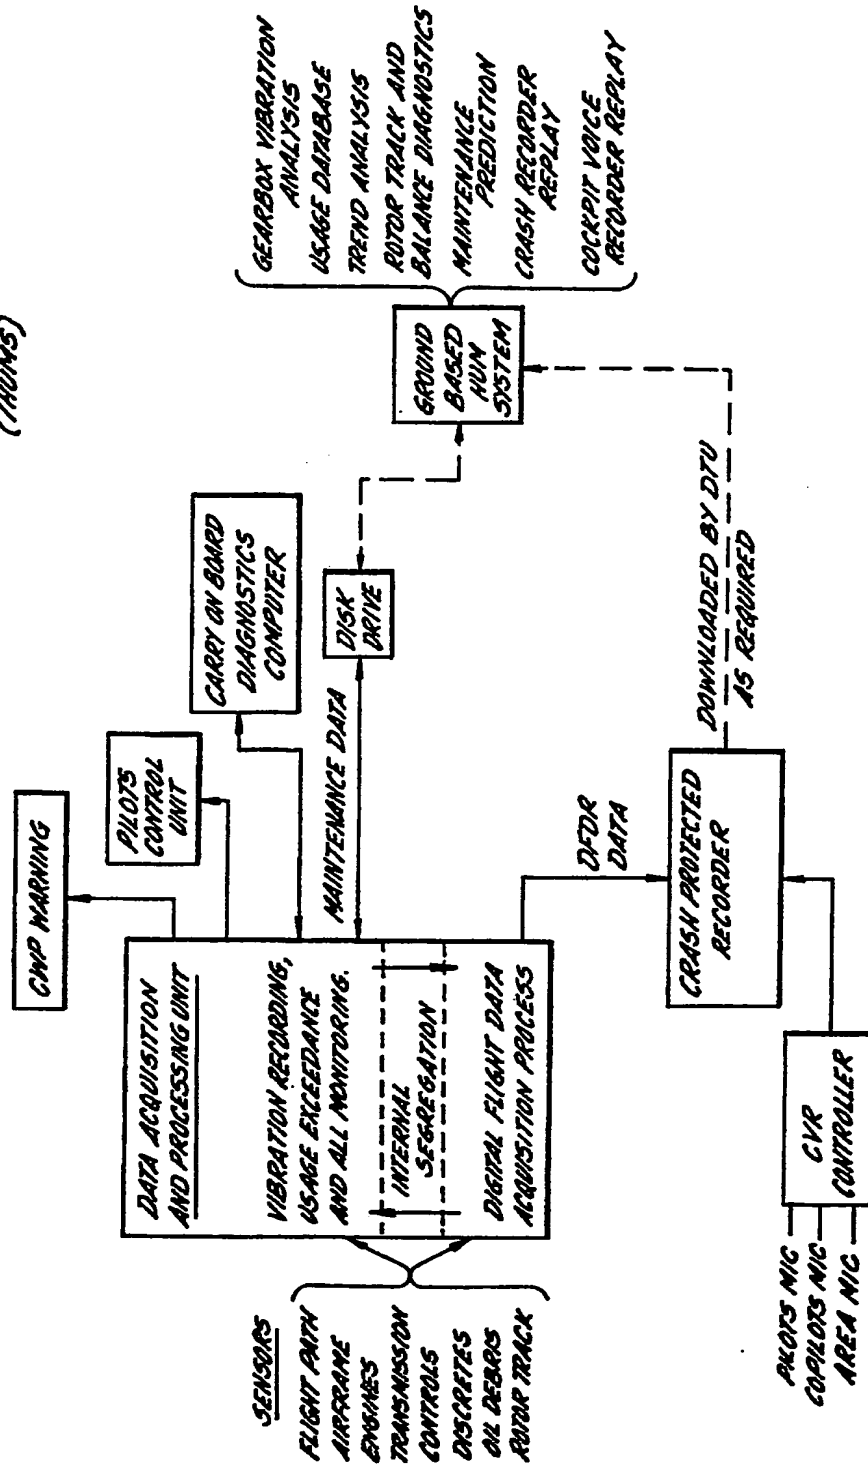 (IHUMS)
CWP WARNING
PILOTS
CONTROL
UNIT
CARRY ON BOARD
DIAGNOSTICS
COMPUTER
MAINTENANCE DATA
DISK
DRIVE
DATA ACQUISITION
AND PROCESSING UNIT
VIBRATION RECORDING,
USAGE EXCEEDANCE
AND ALL MONITORING.
INTERNAL
SEGREGATION
DIGITAL FLIGHT DATA
ACQUISITION PROCESS
SENSORS
FLIGHT PATH
AIRFRAME
ENGINES
TRANSMISSION
CONTROLS
DISCRETES
OIL DEBRIS
ROTOR TRACK
GROUND
BASED
HUM
SYSTEM
GEARBOX VIBRATION
ANALYSIS
USAGE DATABASE
TREND ANALYSIS
ROTOR TRACK AND
BALANCE DIAGNOSTICS
MAINTENANCE
PREDICTION
CRASH RECORDER
REPLAY
COCKPIT VOICE
RECORDER REPLAY
DFDR
DATA
CRASH PROTECTED
RECORDER
DOWNLOADED BY DTU
AS REQUIRED
CVR
CONTROLLER
PILOTS MIC
COPILOTS MIC
AREA MIC